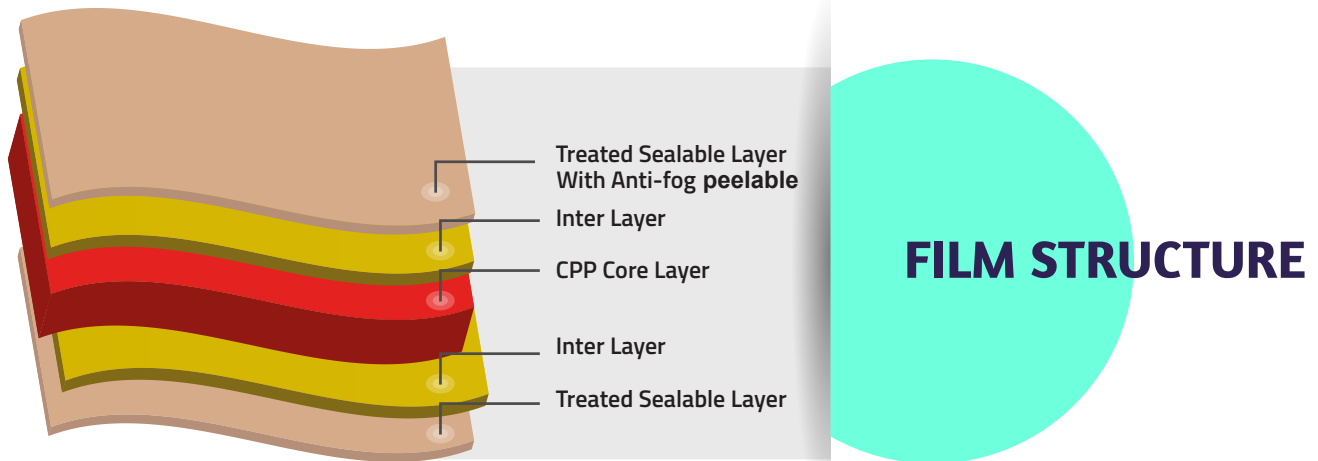 Treated Sealable Layer
With Anti-fog peelable
Inter Layer
CPP Core Layer
Inter Layer
Treated Sealable Layer
FILM STRUCTURE